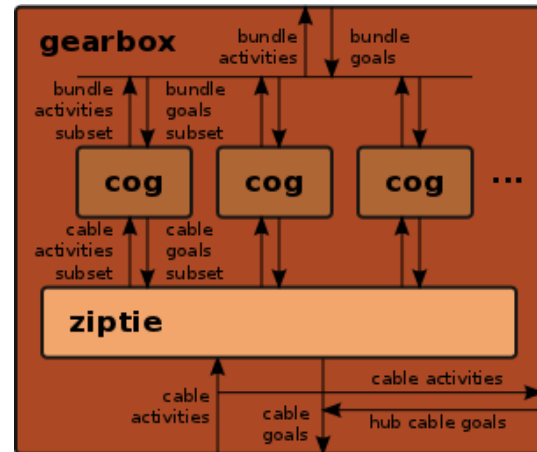 gearbox
bundle
activities
bundle
goals
bundle
activities
subset
bundle
goals
subset
cog
cog
cog
...
cable
activities
subset
cable
goals
subset
ziptie
cable
activities
cable
goals
cable activities
hub cable goals